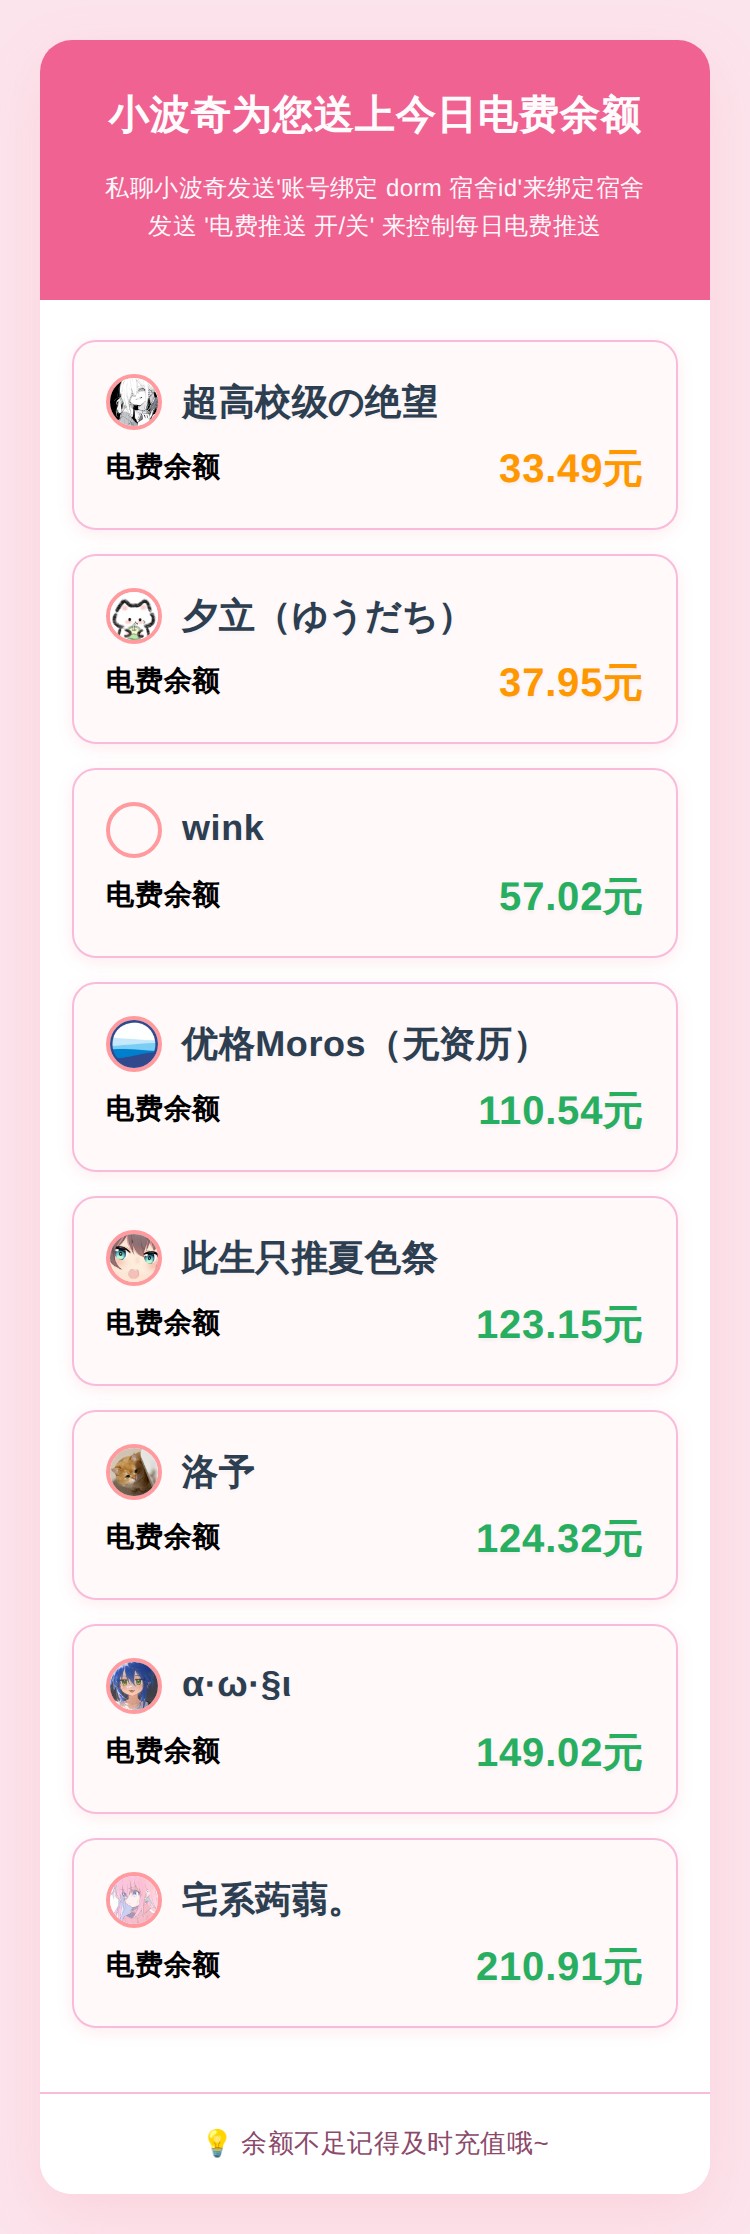 小波奇为您送上今日电费余额
私聊小波奇发送'账号绑定 dorm 宿舍id'来绑定宿舍
发送 '电费推送 开/关' 来控制每日电费推送
超高校级の绝望
电费余额 33.49元
夕立（ゆうだち）
电费余额 37.95元
wink
电费余额 57.02元
优格Moros（无资历）
电费余额 110.54元
此生只推夏色祭
电费余额 123.15元
洛予
电费余额 124.32元
α·ω·§ι
电费余额 149.02元
宅系蒟蒻。
电费余额 210.91元
💡 余额不足记得及时充值哦~